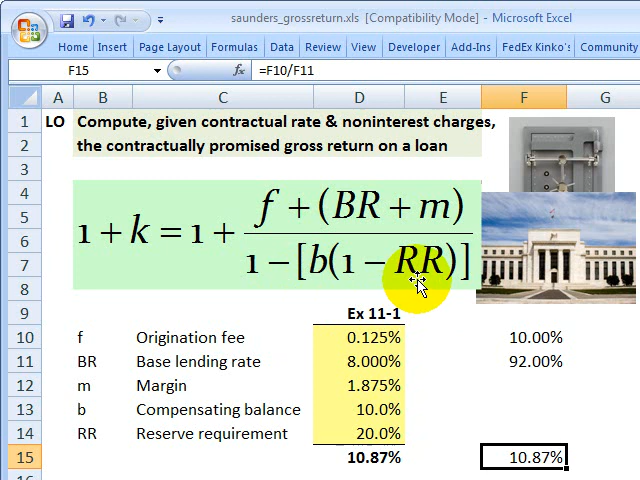 saunders_grossreturn.xls [Compatibility Mode] - Microsoft Excel
Home Insert Page Layout Formulas Data Review View Developer Add-Ins FedEx Kinko's Community
F15 fx =F10/F11
A B C D E F G
1 LO Compute, given contractual rate & noninterest charges,
2 the contractually promised gross return on a loan
3
4
5
6
7
8
1 + k = 1 + f + (BR + m) / 1 − [b(1 − RR)]
9 Ex 11-1
10 f Origination fee 0.125% 10.00%
11 BR Base lending rate 8.000% 92.00%
12 m Margin 1.875%
13 b Compensating balance 10.0%
14 RR Reserve requirement 20.0%
15 10.87% 10.87%